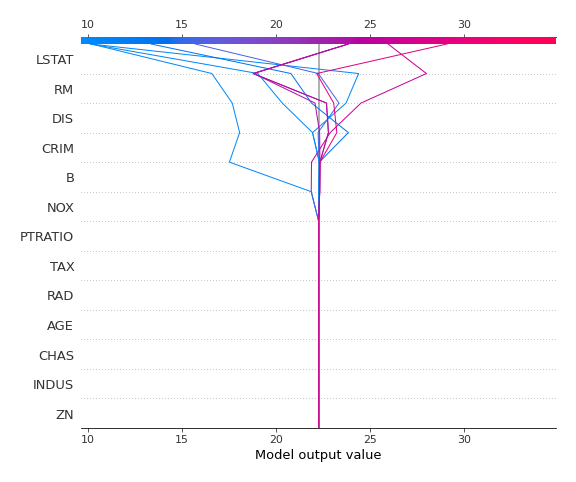 10 15 20 25 30
LSTAT
RM
DIS
CRIM
B
NOX
PTRATIO
TAX
RAD
AGE
CHAS
INDUS
ZN
10 15 20 25 30
Model output value